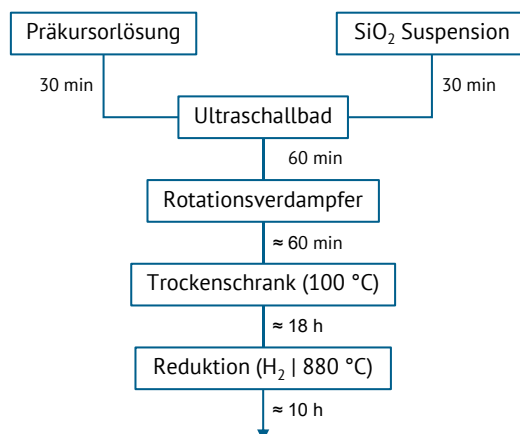 Präkursorlösung
SiO₂ Suspension
30 min
30 min
Ultraschallbad
60 min
Rotationsverdampfer
≈ 60 min
Trockenschrank (100 °C)
≈ 18 h
Reduktion (H₂ | 880 °C)
≈ 10 h